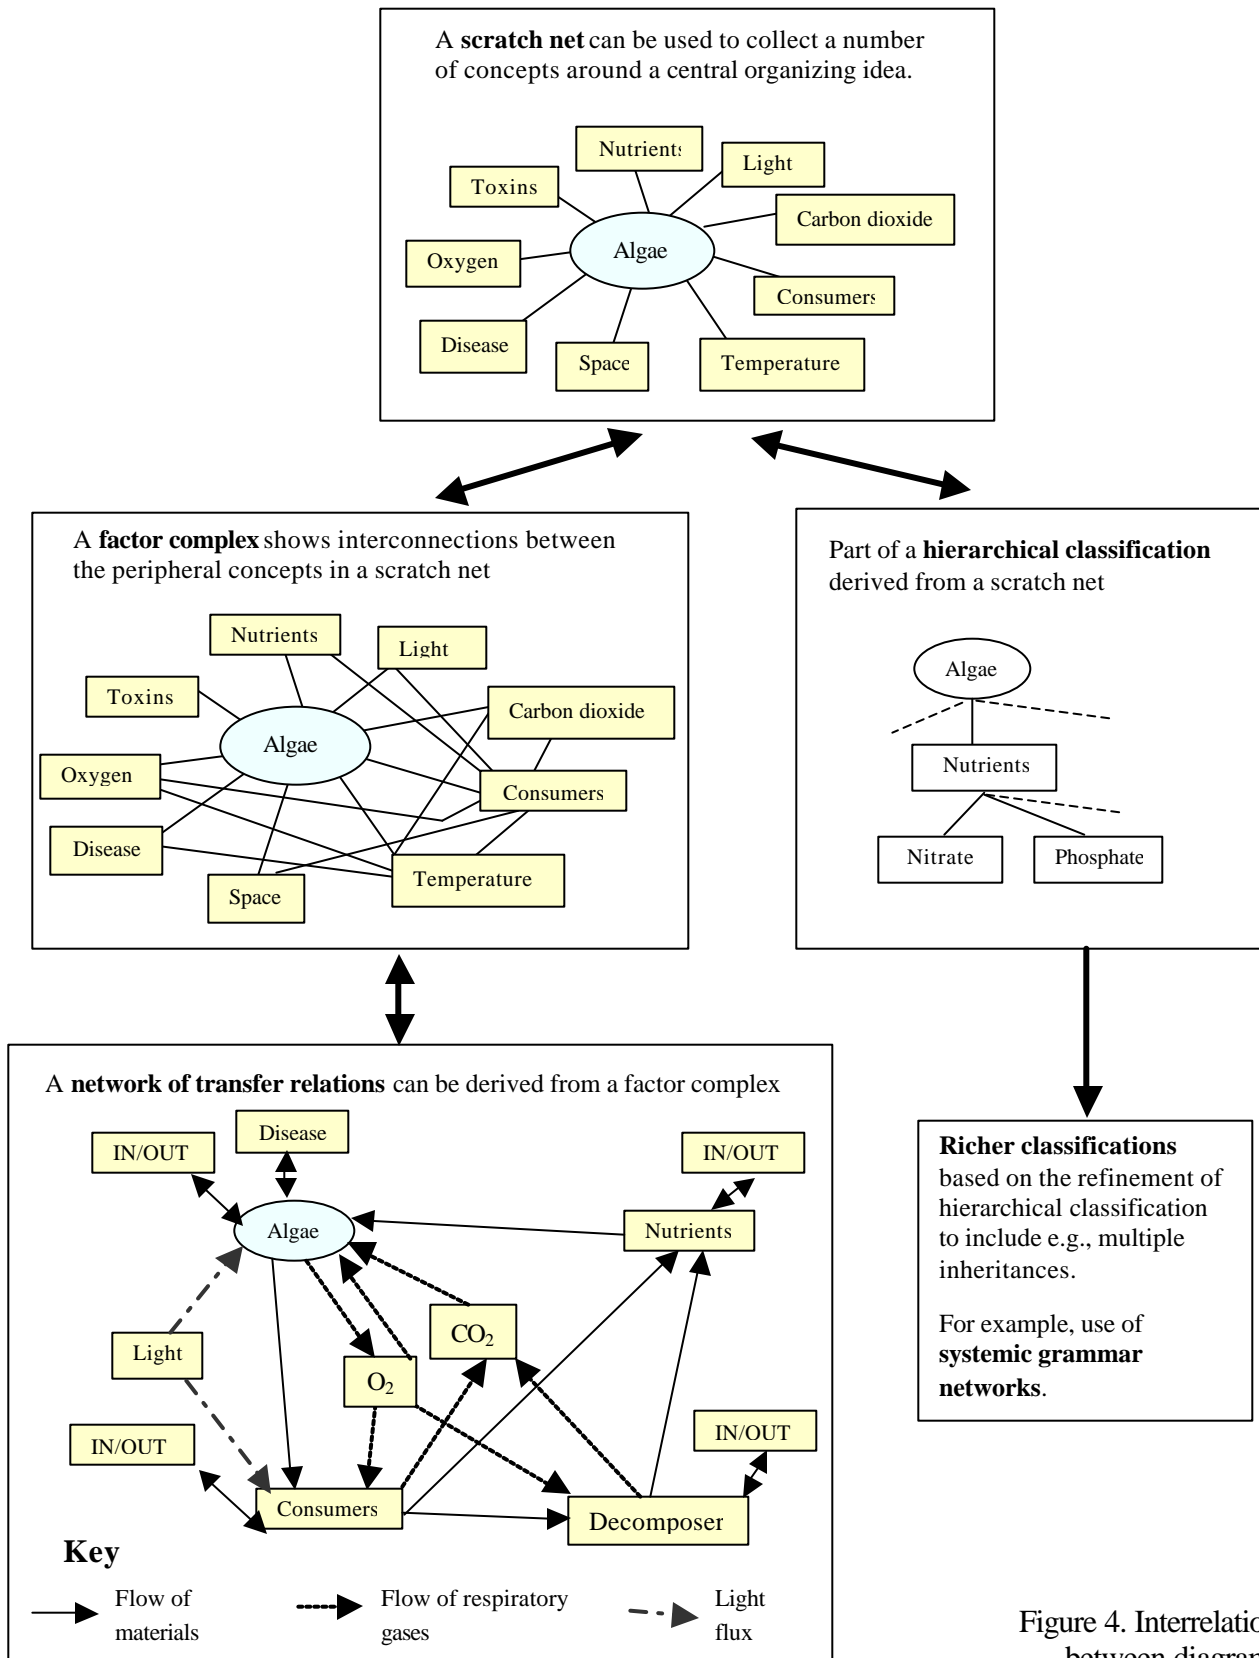 A scratch net can be used to collect a number
of concepts around a central organizing idea.
Nutrients
Light
Toxins
Carbon dioxide
Algae
Oxygen
Consumers
Disease
Space
Temperature
A factor complex shows interconnections between
the peripheral concepts in a scratch net
Nutrients
Light
Toxins
Carbon dioxide
Algae
Oxygen
Consumers
Disease
Temperature
Space
Part of a hierarchical classification
derived from a scratch net
Algae
Nutrients
Nitrate
Phosphate
A network of transfer relations can be derived from a factor complex
Disease
IN/OUT
IN/OUT
Algae
Nutrients
CO2
Light
O2
IN/OUT
IN/OUT
Consumers
Decomposer
Key
Flow of
materials
Flow of respiratory
gases
Light
flux
Richer classifications
based on the refinement of
hierarchical classification
to include e.g., multiple
inheritances.
For example, use of
systemic grammar
networks.
Figure 4. Interrelatio
between diagran